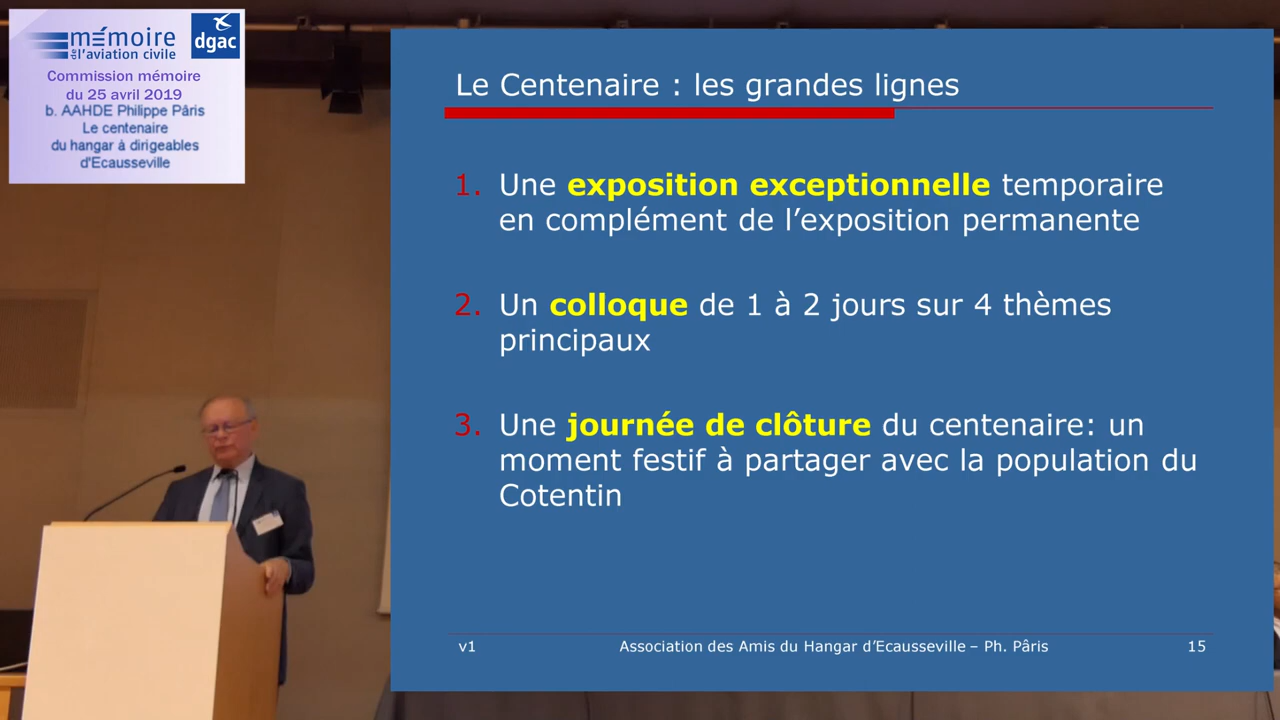 mémoire
de l'aviation civile
dgac
Commission mémoire
du 25 avril 2019
b. AAHDE Philippe Pâris
Le centenaire
du hangar à dirigeables
d'Ecausseville
Le Centenaire : les grandes lignes
1. Une exposition exceptionnelle temporaire
en complément de l’exposition permanente
2. Un colloque de 1 à 2 jours sur 4 thèmes
principaux
3. Une journée de clôture du centenaire: un
moment festif à partager avec la population du
Cotentin
v1 Association des Amis du Hangar d’Ecausseville – Ph. Pâris 15